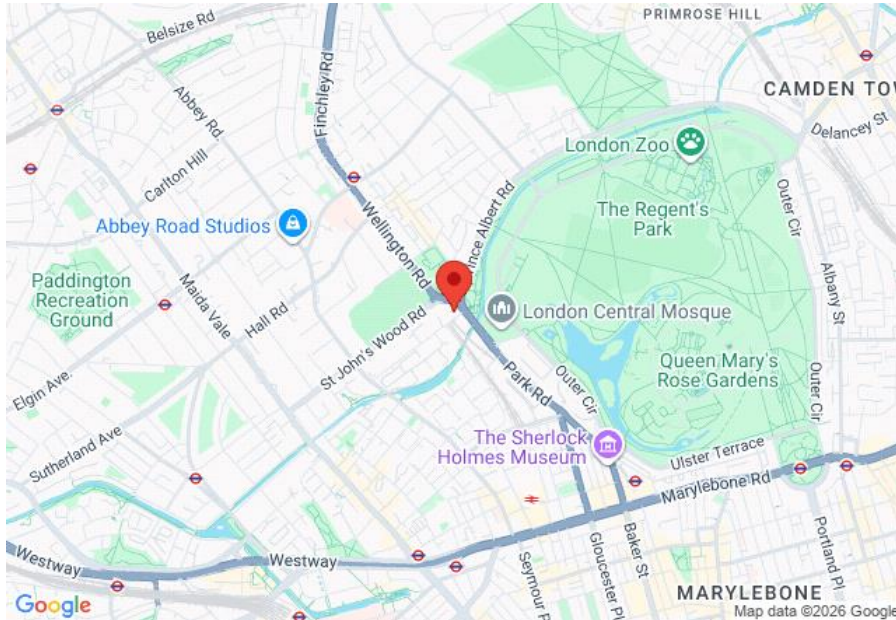 PRIMROSE HILL
Belsize Rd
Finchley Rd
Abbey Rd.
CAMDEN TOW
Delancey St
London Zoo
Carlton Hill
Prince Albert Rd
Outer Cir
The Regent's
Park
Abbey Road Studios
Wellington Rd
Albany St
Paddington
Recreation
Ground
Maida Vale
Hall Rd
London Central Mosque
St John's Wood Rd
Elgin Ave.
Park Rd
Outer Cir
Queen Mary's
Rose Gardens
Outer Cir
Sutherland Ave
The Sherlock
Holmes Museum
Ulster Terrace
Marylebone Rd
Westway
Westway
Seymour Pl
Gloucester Pl
Baker St
Portland Pl
MARYLEBONE
Google
Map data ©2026 Google